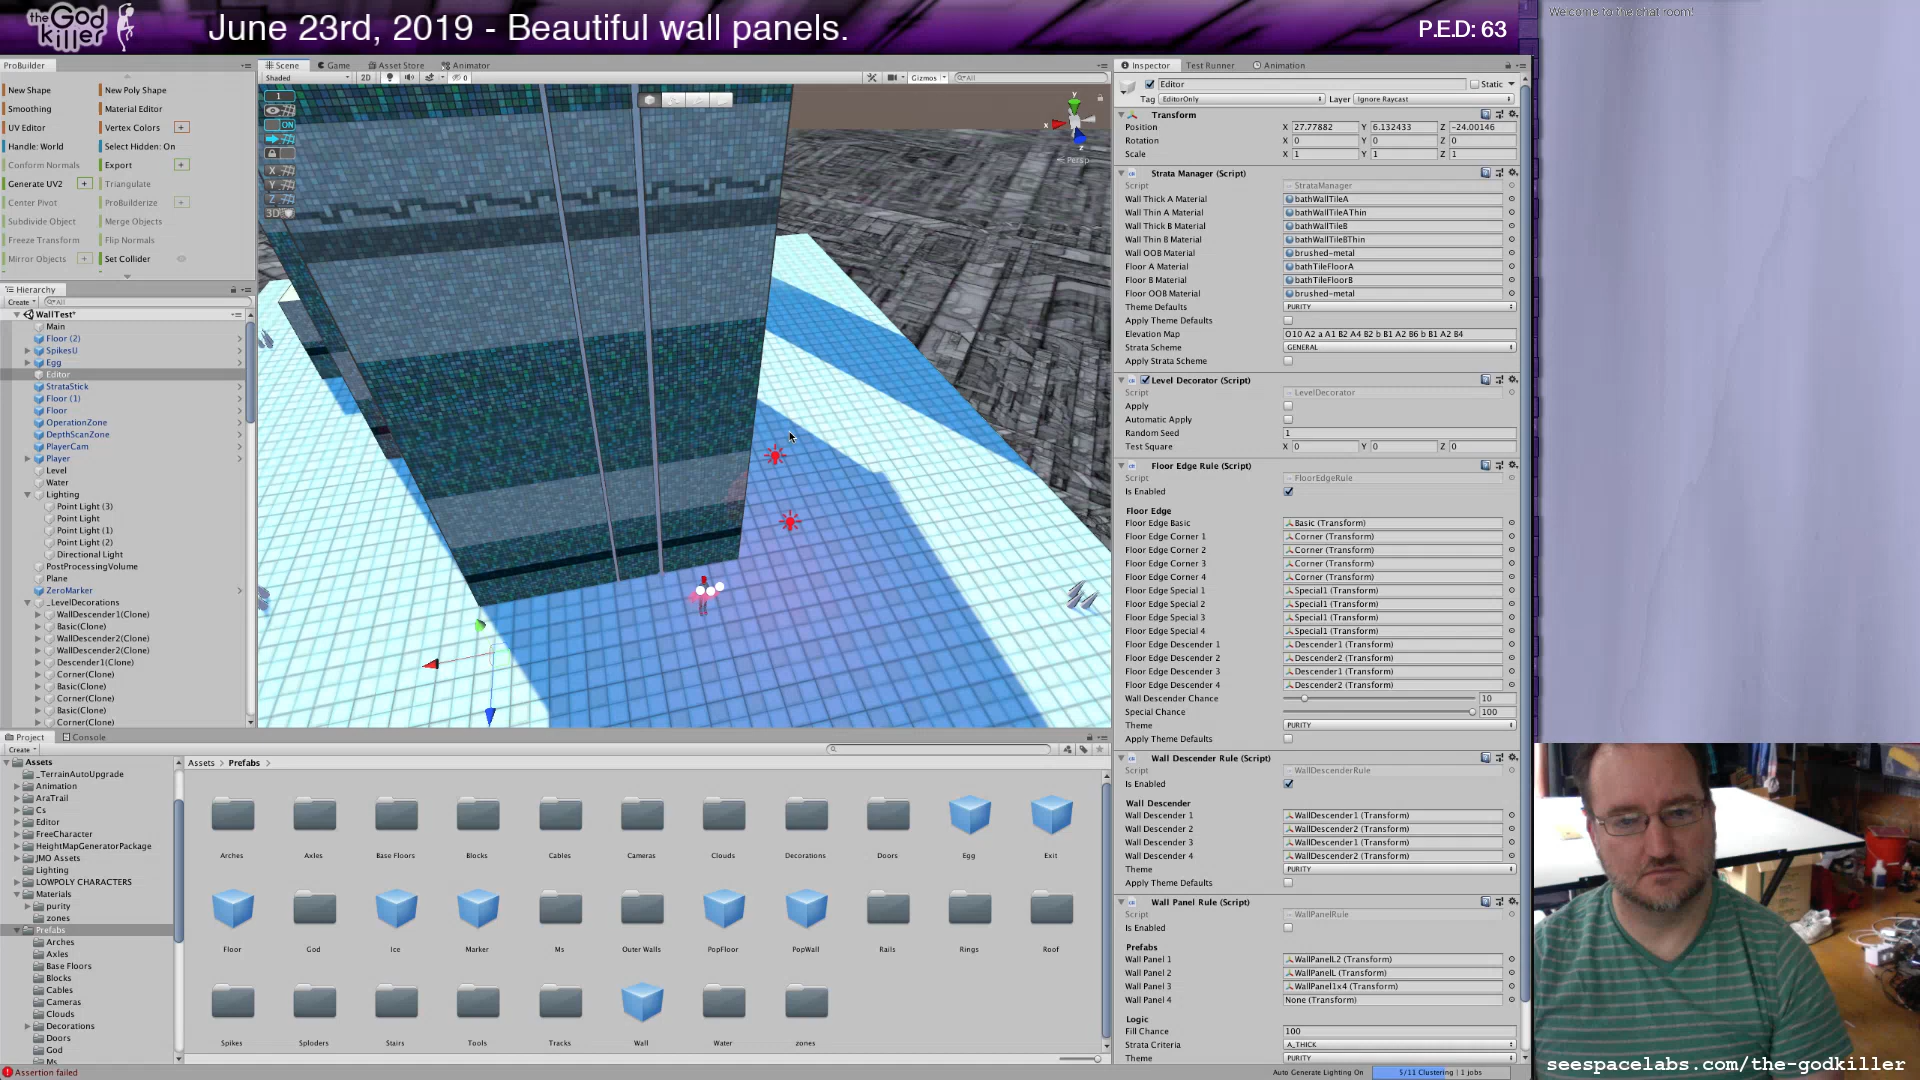 the God killer
June 23rd, 2019 - Beautiful wall panels.
P.E.D: 63
ProBuilder
New Shape
New Poly Shape
Smoothing
Material Editor
UV Editor
Vertex Colors
Handle: World
Select Hidden: On
Conform Normals
Export
Generate UV2
Triangulate
Center Pivot
ProBuilderize
Subdivide Object
Merge Objects
Freeze Transform
Flip Normals
Mirror Objects
Set Collider
Hierarchy
Create
All
WallTest*
Main
Floor (2)
SpikesU
Egg
Editor
StrataStick
Floor (1)
Floor
OperationZone
DepthScanZone
PlayerCam
Player
Level
Water
Lighting
Point Light (3)
Point Light
Point Light (1)
Point Light (2)
Directional Light
PostProcessingVolume
Plane
ZeroMarker
_LevelDecorations
WallDescender1(Clone)
Basic(Clone)
WallDescender2(Clone)
WallDescender2(Clone)
Descender1(Clone)
Corner(Clone)
Basic(Clone)
Corner(Clone)
Basic(Clone)
Corner(Clone)
Scene
Game
Asset Store
Animator
Shaded
2D
0
Gizmos
All
1
ON
X
Y
Z
3D
y
x
z
Persp
Project
Console
Create
Assets
_TerrainAutoUpgrade
Animation
AraTrail
Cs
Editor
FreeCharacter
HeightMapGeneratorPackage
JMO Assets
Lighting
LOWPOLY CHARACTERS
Materials
purity
zones
Prefabs
Arches
Axles
Base Floors
Blocks
Cables
Cameras
Clouds
Decorations
Doors
God
Ms
Assets > Prefabs >
Arches
Axles
Base Floors
Blocks
Cables
Cameras
Clouds
Decorations
Doors
Egg
Exit
Floor
God
Ice
Marker
Ms
Outer Walls
PopFloor
PopWall
Rails
Rings
Roof
Spikes
Sploders
Stairs
Tools
Tracks
Wall
Water
zones
Assertion failed
Auto Generate Lighting On
5/11 Clustering | 1 jobs
Inspector
Test Runner
Animation
Editor
Static
Tag EditorOnly
Layer Ignore Raycast
Transform
Position X 27.77882 Y 6.132433 Z -24.00146
Rotation X 0 Y 0 Z 0
Scale X 1 Y 1 Z 1
Strata Manager (Script)
Script StrataManager
Wall Thick A Material bathWallTileA
Wall Thin A Material bathWallTileAThin
Wall Thick B Material bathWallTileB
Wall Thin B Material bathWallTileBThin
Wall OOB Material brushed-metal
Floor A Material bathTileFloorA
Floor B Material bathTileFloorB
Floor OOB Material brushed-metal
Theme Defaults PURITY
Apply Theme Defaults
Elevation Map O10 A2 a A1 B2 A4 B2 b B1 A2 B6 b B1 A2 B4
Strata Scheme GENERAL
Apply Strata Scheme
Level Decorator (Script)
Script LevelDecorator
Apply
Automatic Apply
Random Seed 1
Test Square X 0 Y 0 Z 0
Floor Edge Rule (Script)
Script FloorEdgeRule
Is Enabled
Floor Edge
Floor Edge Basic Basic (Transform)
Floor Edge Corner 1 Corner (Transform)
Floor Edge Corner 2 Corner (Transform)
Floor Edge Corner 3 Corner (Transform)
Floor Edge Corner 4 Corner (Transform)
Floor Edge Special 1 Special1 (Transform)
Floor Edge Special 2 Special1 (Transform)
Floor Edge Special 3 Special1 (Transform)
Floor Edge Special 4 Special1 (Transform)
Floor Edge Descender 1 Descender1 (Transform)
Floor Edge Descender 2 Descender2 (Transform)
Floor Edge Descender 3 Descender1 (Transform)
Floor Edge Descender 4 Descender2 (Transform)
Wall Descender Chance 10
Special Chance 100
Theme PURITY
Apply Theme Defaults
Wall Descender Rule (Script)
Script WallDescenderRule
Is Enabled
Wall Descender
Wall Descender 1 WallDescender1 (Transform)
Wall Descender 2 WallDescender2 (Transform)
Wall Descender 3 WallDescender1 (Transform)
Wall Descender 4 WallDescender2 (Transform)
Theme PURITY
Apply Theme Defaults
Wall Panel Rule (Script)
Script WallPanelRule
Is Enabled
Prefabs
Wall Panel 1 WallPanelL2 (Transform)
Wall Panel 2 WallPanelL (Transform)
Wall Panel 3 WallPanel1x4 (Transform)
Wall Panel 4 None (Transform)
Logic
Fill Chance 100
Strata Criteria A_THICK
Theme PURITY
Welcome to the chat room!
seespacelabs.com/the-godkiller